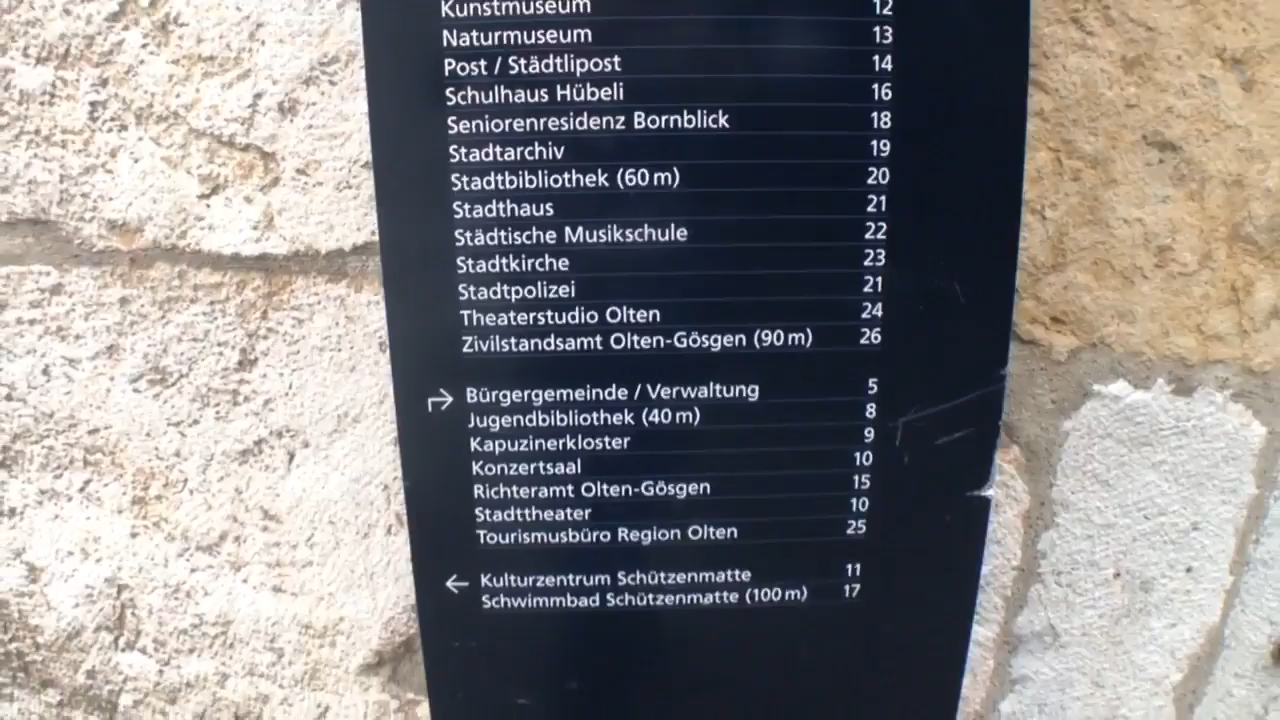 Kunstmuseum 12
Naturmuseum 13
Post / Städtlipost 14
Schulhaus Hübeli 16
Seniorenresidenz Bornblick 18
Stadtarchiv 19
Stadtbibliothek (60 m) 20
Stadthaus 21
Städtische Musikschule 22
Stadtkirche 23
Stadtpolizei 21
Theaterstudio Olten 24
Zivilstandsamt Olten-Gösgen (90 m) 26
Bürgergemeinde / Verwaltung 5
Jugendbibliothek (40 m) 8
Kapuzinerkloster 9
Konzertsaal 10
Richteramt Olten-Gösgen 15
Stadttheater 10
Tourismusbüro Region Olten 25
Kulturzentrum Schützenmatte 11
Schwimmbad Schützenmatte (100 m) 17